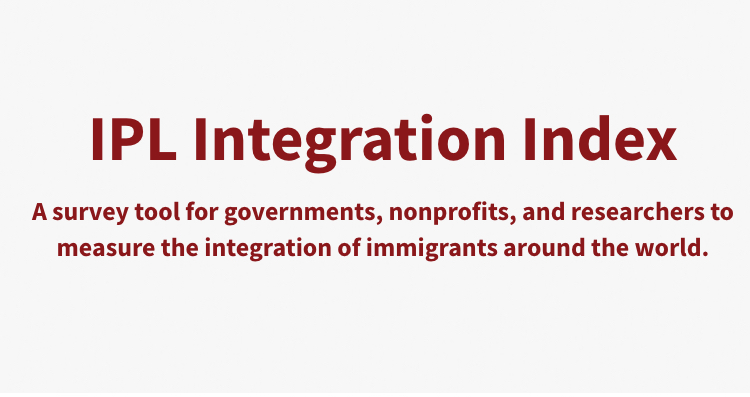 IPL Integration Index
A survey tool for governments, nonprofits, and researchers to
measure the integration of immigrants around the world.